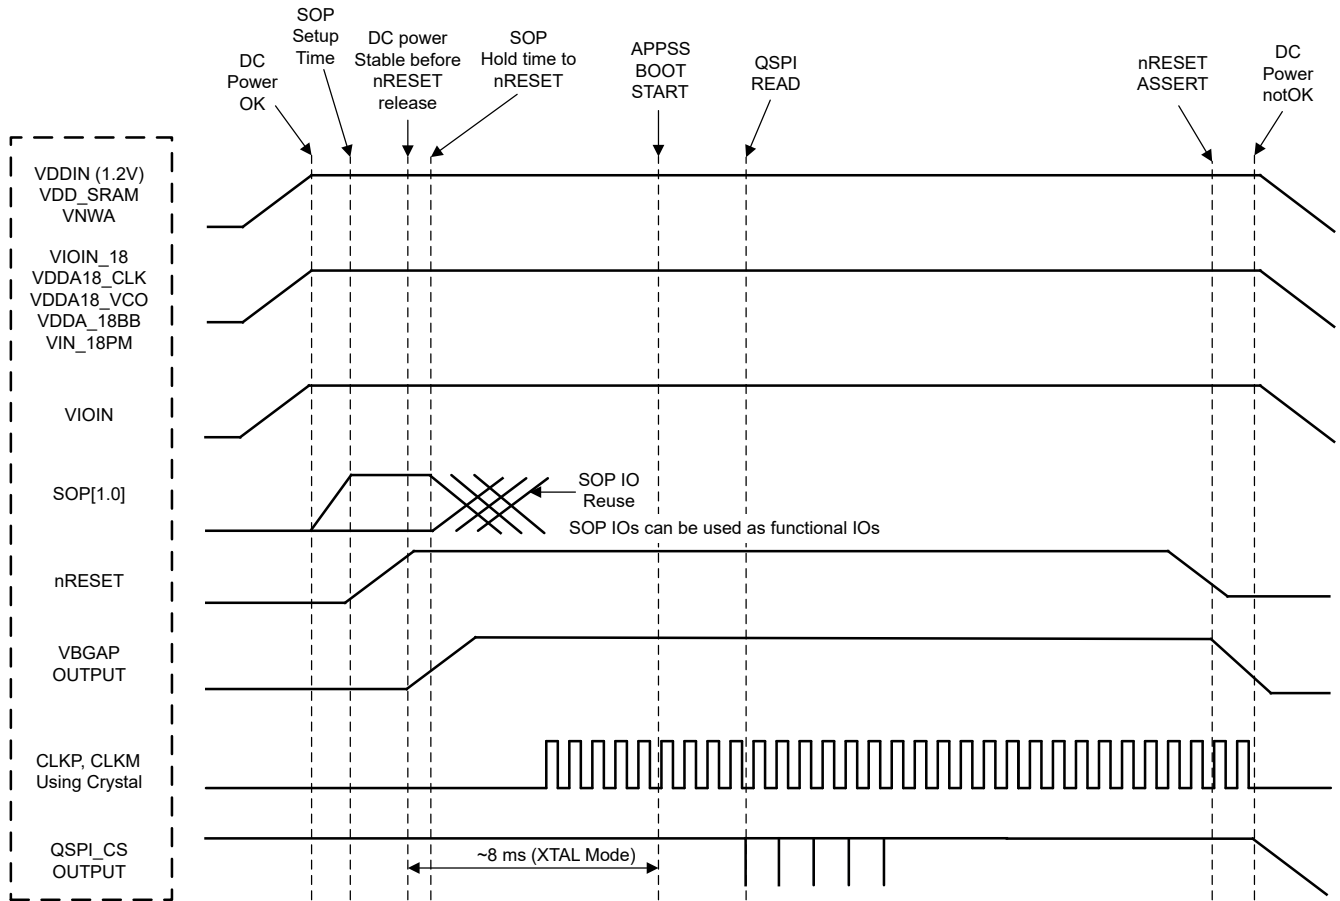 SOP
Setup
Time
DC
Power
OK
DC power
Stable before
nRESET
release
SOP
Hold time to
nRESET
APPSS
BOOT
START
QSPI
READ
nRESET
ASSERT
DC
Power
notOK
VDDIN (1.2V)
VDD_SRAM
VNWA
VIOIN_18
VDDA18_CLK
VDDA18_VCO
VDDA_18BB
VIN_18PM
VIOIN
SOP[1.0]
SOP IO
Reuse
SOP IOs can be used as functional IOs
nRESET
VBGAP
OUTPUT
CLKP, CLKM
Using Crystal
QSPI_CS
OUTPUT
~8 ms (XTAL Mode)